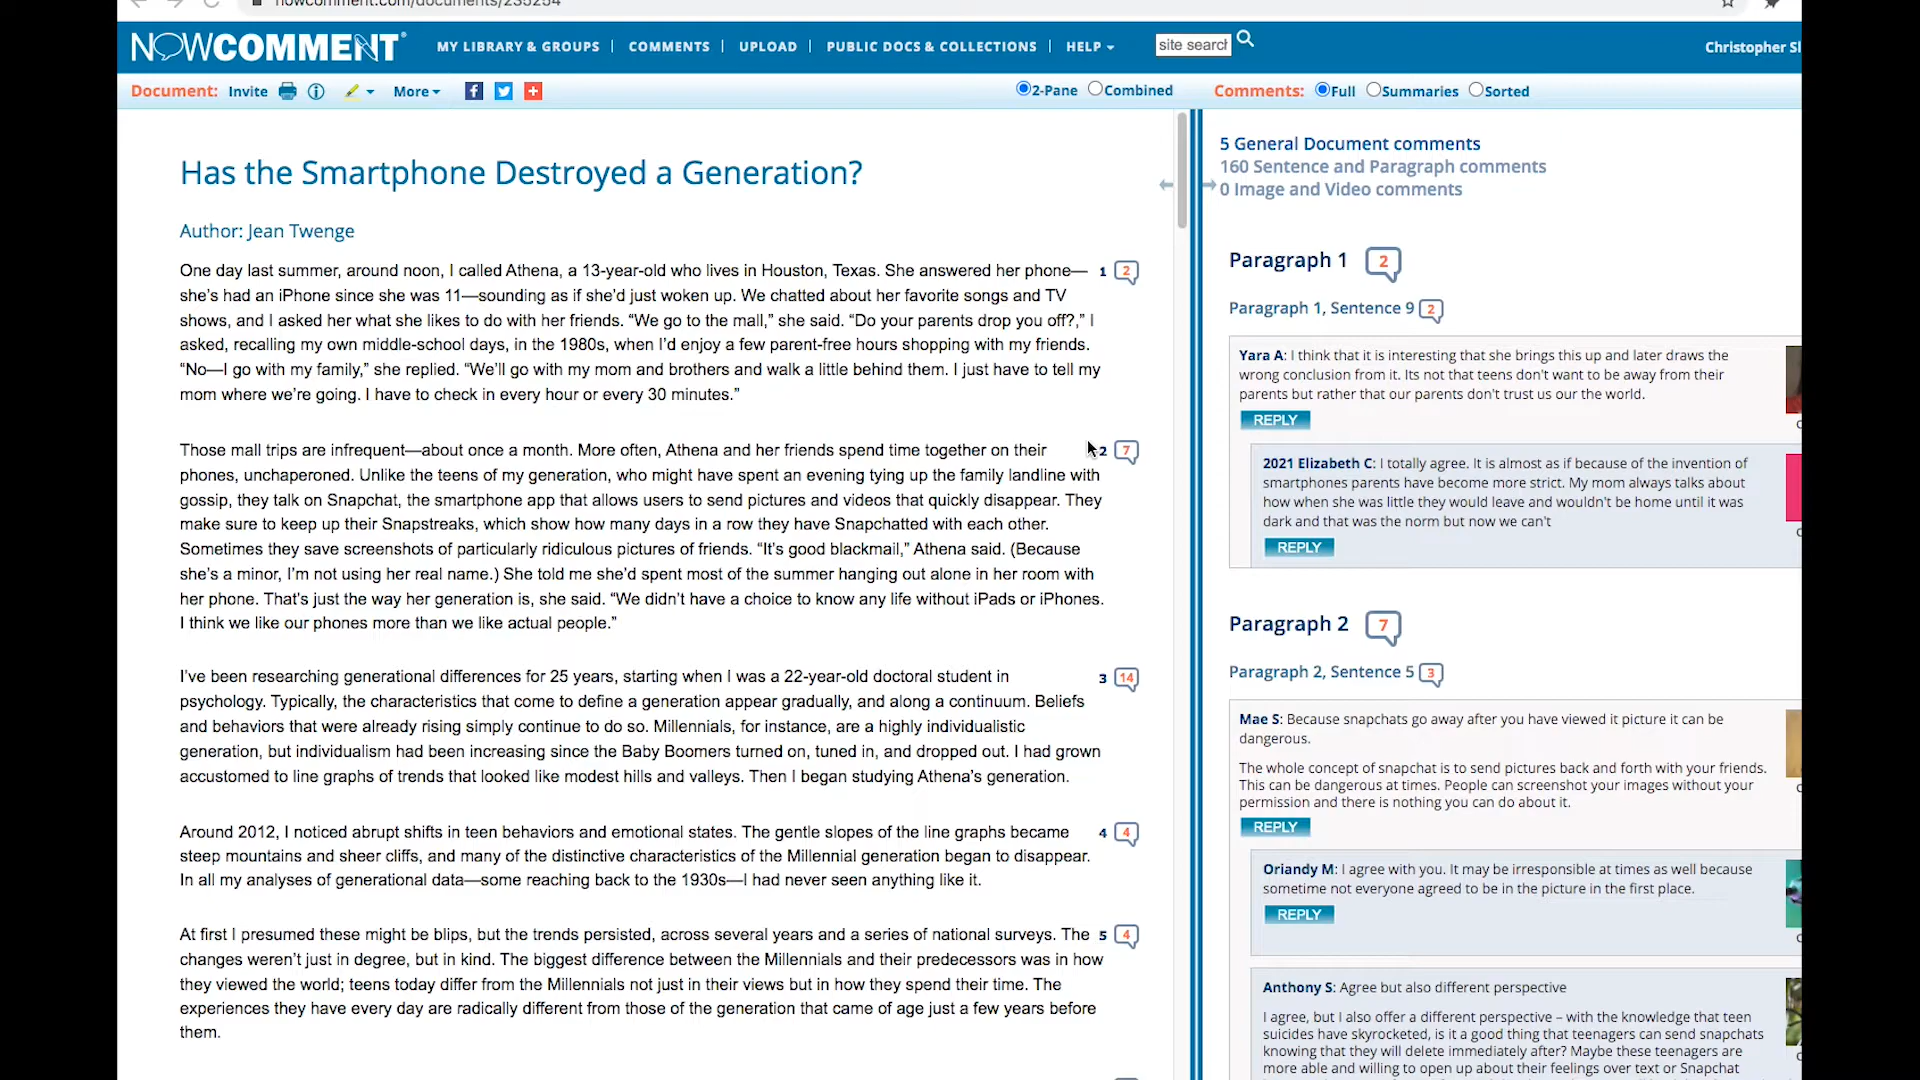 nowcomment.com/documents/235254
NOWCOMMENT®
MY LIBRARY & GROUPS | COMMENTS | UPLOAD | PUBLIC DOCS & COLLECTIONS | HELP
site search
Christopher Sl
Document: Invite More
2-Pane Combined
Comments: Full Summaries Sorted
Has the Smartphone Destroyed a Generation?
Author: Jean Twenge
One day last summer, around noon, I called Athena, a 13-year-old who lives in Houston, Texas. She answered her phone— 1 2
she’s had an iPhone since she was 11—sounding as if she’d just woken up. We chatted about her favorite songs and TV
shows, and I asked her what she likes to do with her friends. “We go to the mall,” she said. “Do your parents drop you off?,” I
asked, recalling my own middle-school days, in the 1980s, when I’d enjoy a few parent-free hours shopping with my friends.
“No—I go with my family,” she replied. “We’ll go with my mom and brothers and walk a little behind them. I just have to tell my
mom where we’re going. I have to check in every hour or every 30 minutes.”
Those mall trips are infrequent—about once a month. More often, Athena and her friends spend time together on their 2 7
phones, unchaperoned. Unlike the teens of my generation, who might have spent an evening tying up the family landline with
gossip, they talk on Snapchat, the smartphone app that allows users to send pictures and videos that quickly disappear. They
make sure to keep up their Snapstreaks, which show how many days in a row they have Snapchatted with each other.
Sometimes they save screenshots of particularly ridiculous pictures of friends. “It’s good blackmail,” Athena said. (Because
she’s a minor, I’m not using her real name.) She told me she’d spent most of the summer hanging out alone in her room with
her phone. That’s just the way her generation is, she said. “We didn’t have a choice to know any life without iPads or iPhones.
I think we like our phones more than we like actual people.”
I’ve been researching generational differences for 25 years, starting when I was a 22-year-old doctoral student in 3 14
psychology. Typically, the characteristics that come to define a generation appear gradually, and along a continuum. Beliefs
and behaviors that were already rising simply continue to do so. Millennials, for instance, are a highly individualistic
generation, but individualism had been increasing since the Baby Boomers turned on, tuned in, and dropped out. I had grown
accustomed to line graphs of trends that looked like modest hills and valleys. Then I began studying Athena’s generation.
Around 2012, I noticed abrupt shifts in teen behaviors and emotional states. The gentle slopes of the line graphs became 4 4
steep mountains and sheer cliffs, and many of the distinctive characteristics of the Millennial generation began to disappear.
In all my analyses of generational data—some reaching back to the 1930s—I had never seen anything like it.
At first I presumed these might be blips, but the trends persisted, across several years and a series of national surveys. The 5 4
changes weren’t just in degree, but in kind. The biggest difference between the Millennials and their predecessors was in how
they viewed the world; teens today differ from the Millennials not just in their views but in how they spend their time. The
experiences they have every day are radically different from those of the generation that came of age just a few years before
them.
5 General Document comments
160 Sentence and Paragraph comments
0 Image and Video comments
Paragraph 1 2
Paragraph 1, Sentence 9 2
Yara A: I think that it is interesting that she brings this up and later draws the
wrong conclusion from it. Its not that teens don't want to be away from their
parents but rather that our parents don't trust us our the world.
REPLY
2021 Elizabeth C: I totally agree. It is almost as if because of the invention of
smartphones parents have become more strict. My mom always talks about
how when she was little they would leave and wouldn't be home until it was
dark and that was the norm but now we can't
REPLY
Paragraph 2 7
Paragraph 2, Sentence 5 3
Mae S: Because snapchats go away after you have viewed it picture it can be
dangerous.
The whole concept of snapchat is to send pictures back and forth with your friends.
This can be dangerous at times. People can screenshot your images without your
permission and there is nothing you can do about it.
REPLY
Oriandy M: I agree with you. It may be irresponsible at times as well because
sometime not everyone agreed to be in the picture in the first place.
REPLY
Anthony S: Agree but also different perspective
I agree, but I also offer a different perspective – with the knowledge that teen
suicides have skyrocketed, is it a good thing that teenagers can send snapchats
knowing that they will delete immediately after? Maybe these teenagers are
more able and willing to open up about their feelings over text or Snapchat